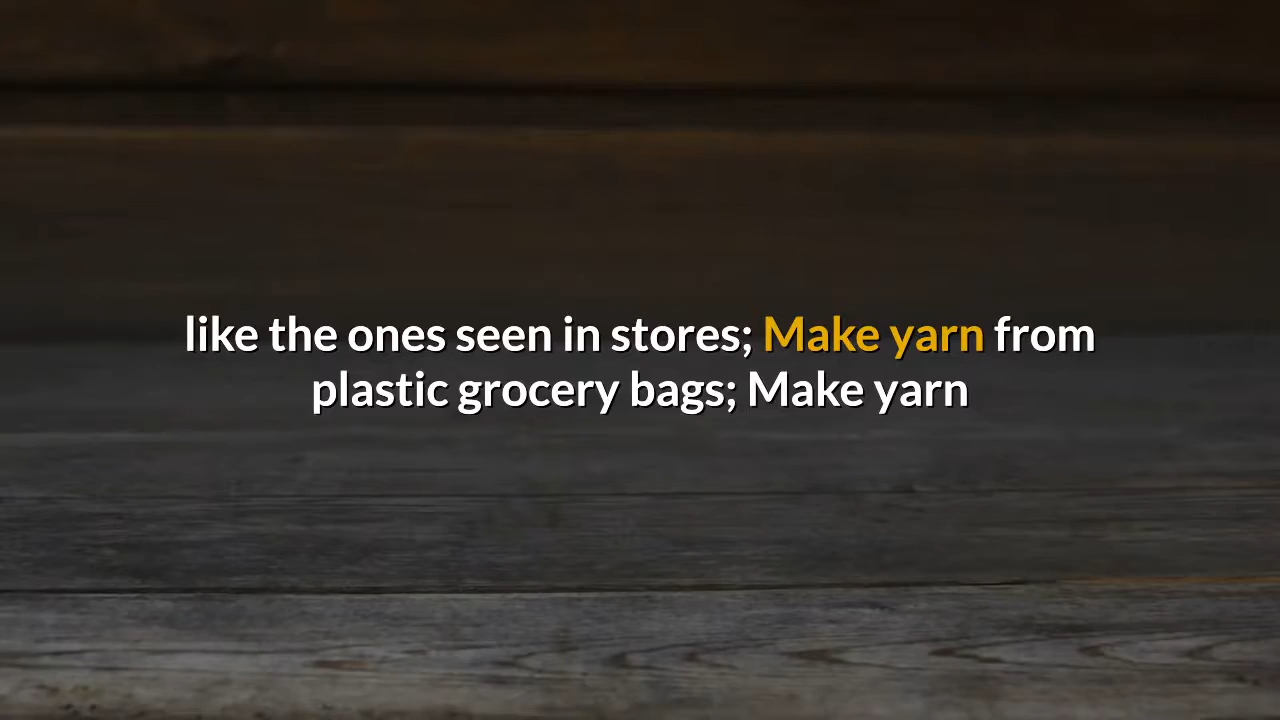 like the ones seen in stores; Make yarn from
plastic grocery bags; Make yarn